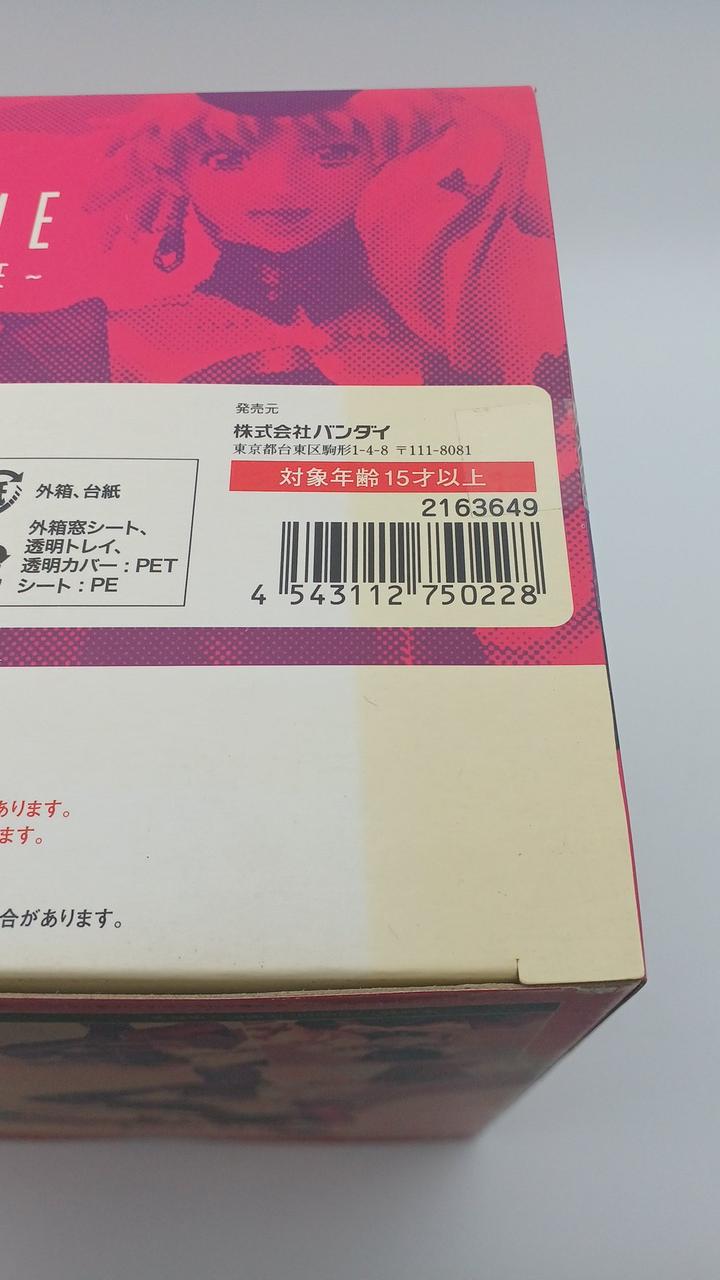 E
~
発売元
株式会社バンダイ
東京都台東区駒形1-4-8 〒111-8081
対象年齢15才以上
2163649
4 543112 750228
外箱、台紙
外箱窓シート、
透明トレイ、
透明カバー : PET
シート : PE
あります。
ます。
合があります。